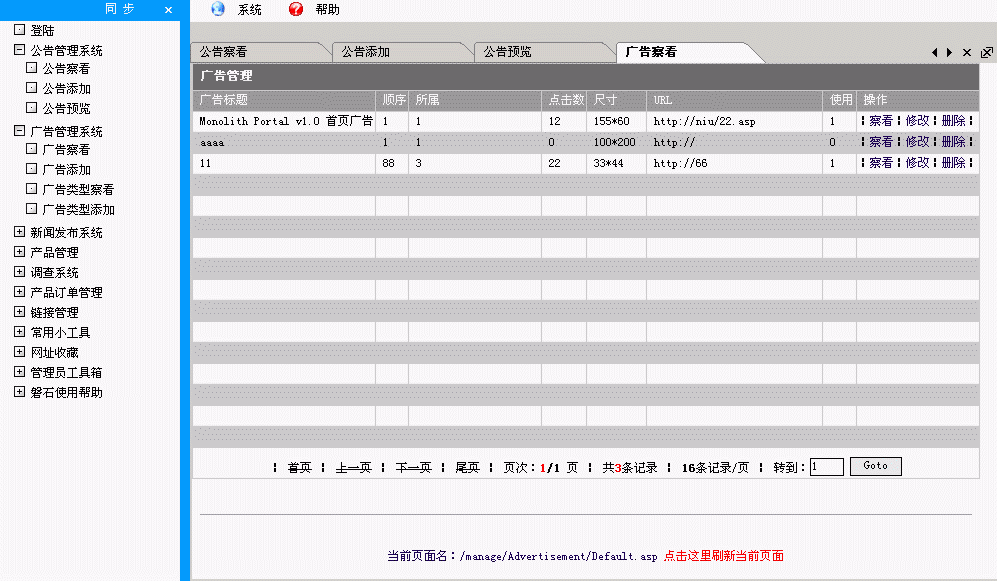 同 步 ×
登陆
公告管理系统
公告察看
公告添加
公告预览
广告管理系统
广告察看
广告添加
广告类型察看
广告类型添加
新闻发布系统
产品管理
调查系统
产品订单管理
链接管理
常用小工具
网址收藏
管理员工具箱
磐石使用帮助
系统 帮助
公告察看 公告添加 公告预览 广告察看
广告管理
广告标题 顺序 所属 点击数 尺寸 URL 使用 操作
Monolith Portal v1.0 首页广告 1 1 12 155*60 http://niu/22.asp 1 ¦ 察看 ¦ 修改 ¦ 删除 ¦
aaaa 1 1 0 100*200 http:// 0 ¦ 察看 ¦ 修改 ¦ 删除 ¦
11 88 3 22 33*44 http://66 1 ¦ 察看 ¦ 修改 ¦ 删除 ¦
¦ 首页 ¦ 上一页 ¦ 下一页 ¦ 尾页 ¦ 页次：1/1 页 ¦ 共3条记录 ¦ 16条记录/页 ¦ 转到：1 Goto
当前页面名：/manage/Advertisement/Default.asp 点击这里刷新当前页面